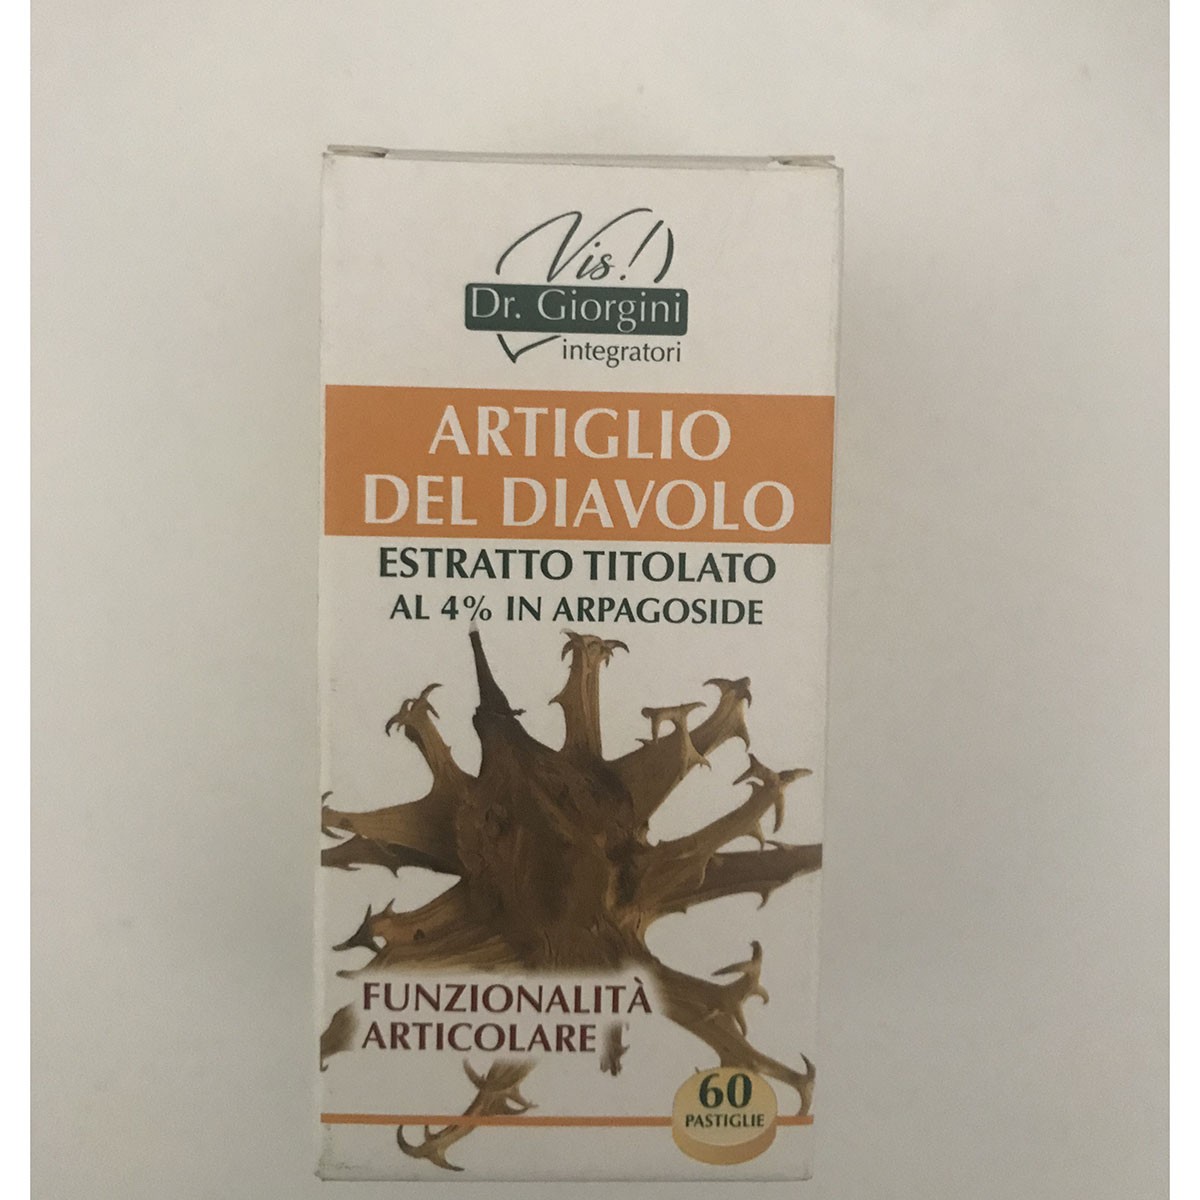 Vis!
Dr. Giorgini
integratori
ARTIGLIO
DEL DIAVOLO
ESTRATTO TITOLATO
AL 4% IN ARPAGOSIDE
FUNZIONALITÀ
ARTICOLARE
60
PASTIGLIE